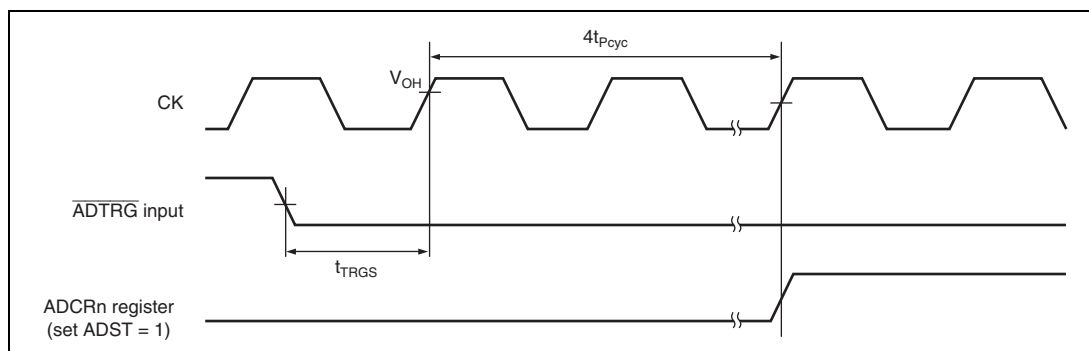 4tPcyc
VOH
CK
ADTRG input
tTRGS
ADCRn register
(set ADST = 1)